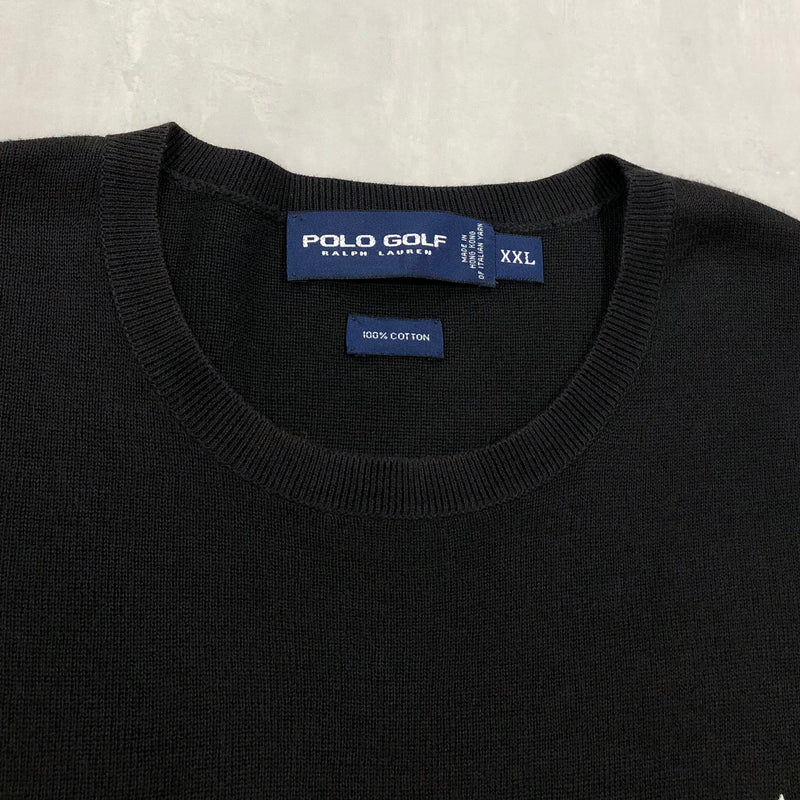 POLO GOLF
RALPH LAUREN
MADE IN
HONG KONG
OF ITALIAN YARN
XXL
100% COTTON